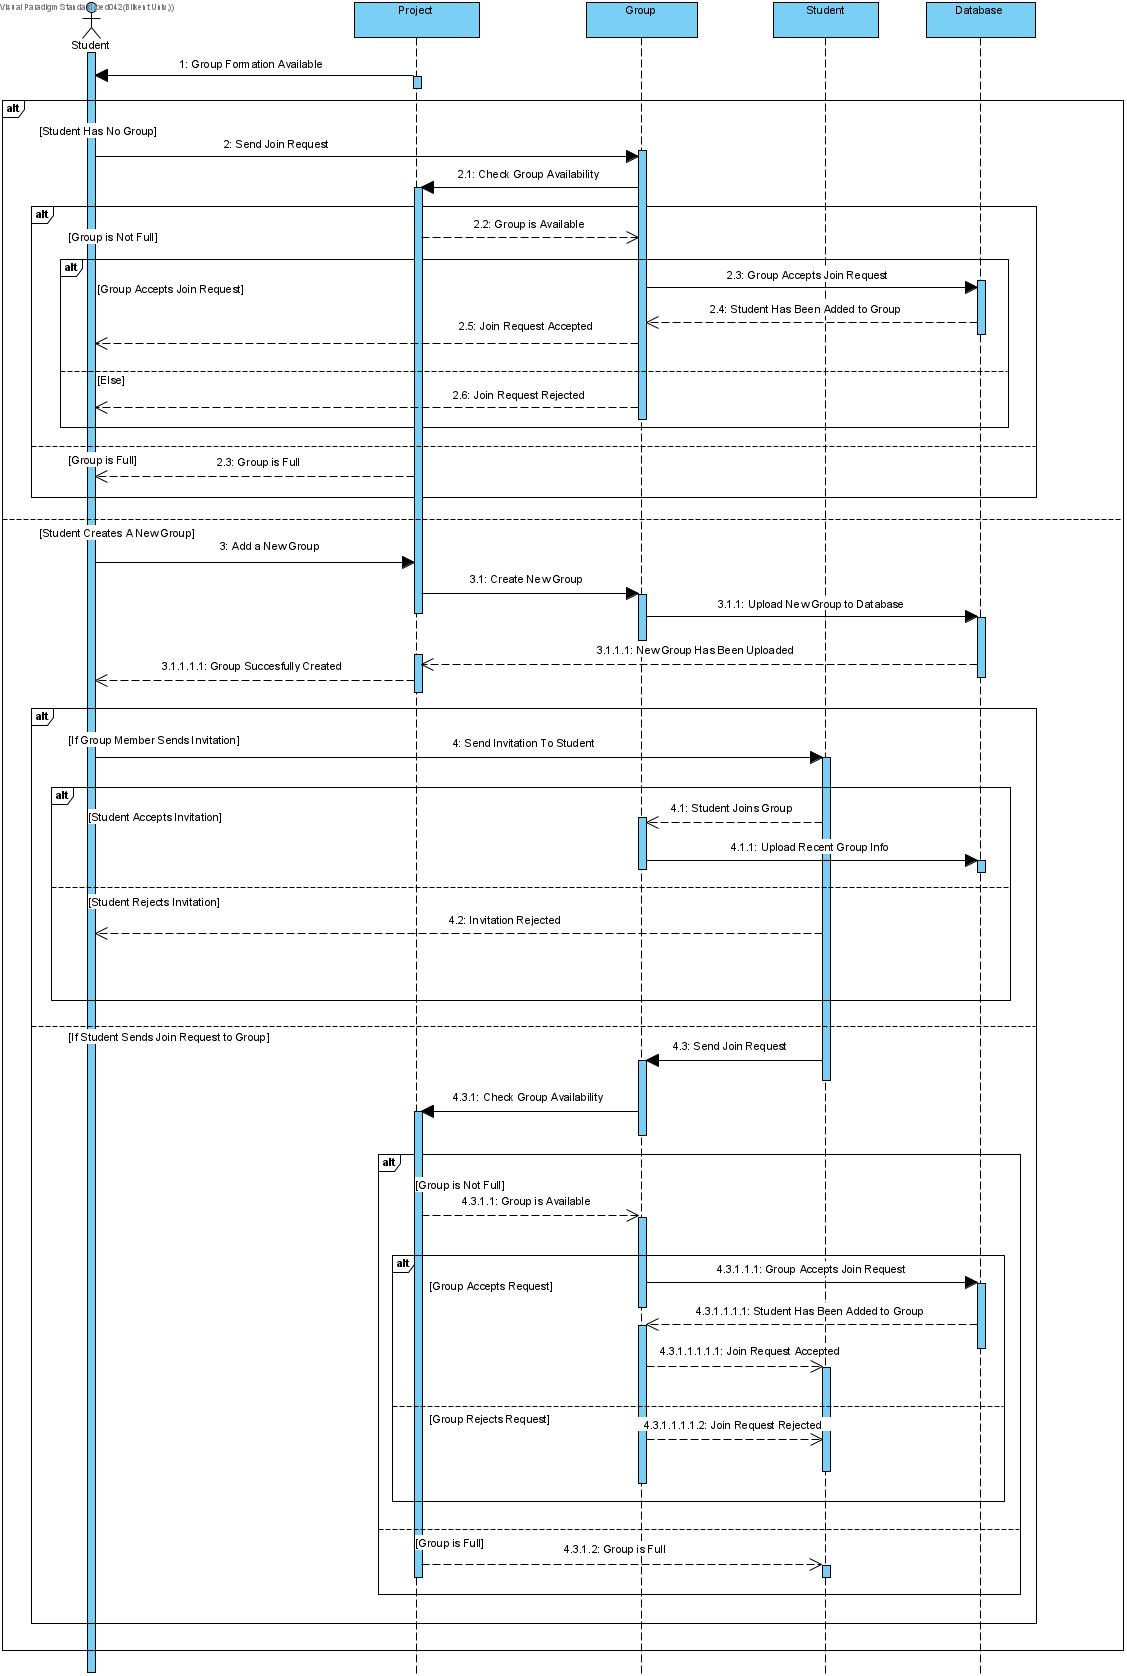 Visual Paradigm Standard
(Bilkent Univ.)
Project
Group
Student
Database
Student
1: Group Formation Available
alt
[Student Has No Group]
2: Send Join Request
2.1: Check Group Availability
alt
2.2: Group is Available
[Group is Not Full]
alt
2.3: Group Accepts Join Request
[Group Accepts Join Request]
2.4: Student Has Been Added to Group
2.5: Join Request Accepted
[Else]
2.6: Join Request Rejected
[Group is Full]
2.3: Group is Full
[Student Creates A New Group]
3: Add a New Group
3.1: Create New Group
3.1.1: Upload New Group to Database
3.1.1.1: New Group Has Been Uploaded
3.1.1.1.1: Group Succesfully Created
alt
[If Group Member Sends Invitation]
4: Send Invitation To Student
alt
4.1: Student Joins Group
[Student Accepts Invitation]
4.1.1: Upload Recent Group Info
[Student Rejects Invitation]
4.2: Invitation Rejected
[If Student Sends Join Request to Group]
4.3: Send Join Request
4.3.1: Check Group Availability
alt
[Group is Not Full]
4.3.1.1: Group is Available
alt
4.3.1.1.1: Group Accepts Join Request
[Group Accepts Request]
4.3.1.1.1.1: Student Has Been Added to Group
4.3.1.1.1.1.1: Join Request Accepted
[Group Rejects Request]
4.3.1.1.1.1.2: Join Request Rejected
[Group is Full]
4.3.1.2: Group is Full